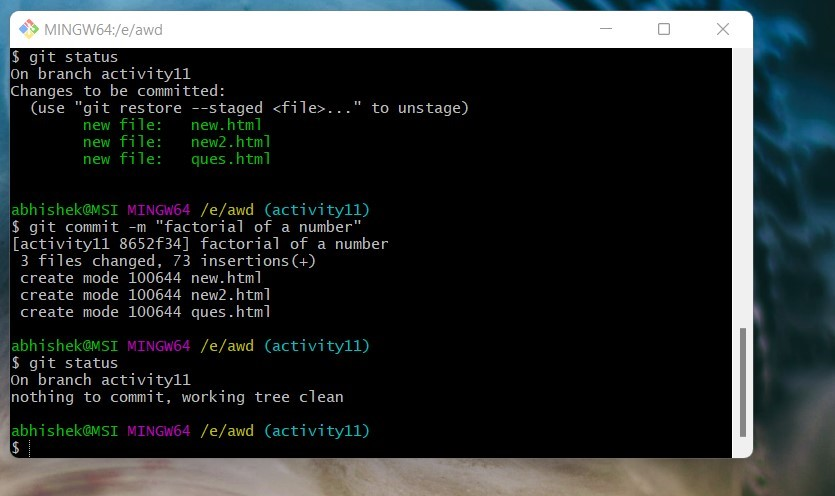 MINGW64:/e/awd
$ git status
On branch activity11
Changes to be committed:
  (use "git restore --staged <file>..." to unstage)
        new file:   new.html
        new file:   new2.html
        new file:   ques.html
abhishek@MSI MINGW64 /e/awd (activity11)
$ git commit -m "factorial of a number"
[activity11 8652f34] factorial of a number
 3 files changed, 73 insertions(+)
 create mode 100644 new.html
 create mode 100644 new2.html
 create mode 100644 ques.html
abhishek@MSI MINGW64 /e/awd (activity11)
$ git status
On branch activity11
nothing to commit, working tree clean
abhishek@MSI MINGW64 /e/awd (activity11)
$